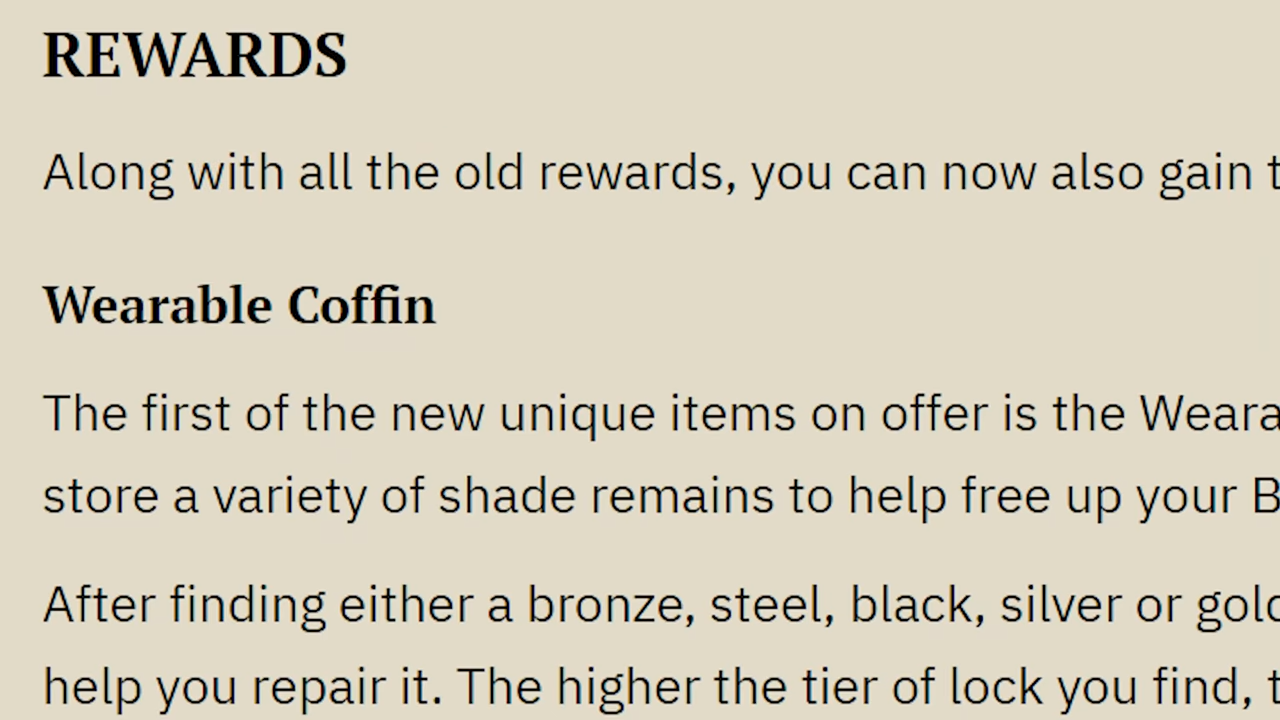 REWARDS
Along with all the old rewards, you can now also gain
Wearable Coffin
The first of the new unique items on offer is the
store a variety of shade remains to help free up your
After finding either a bronze, steel, black, silver or
help you repair it. The higher the tier of lock you find,